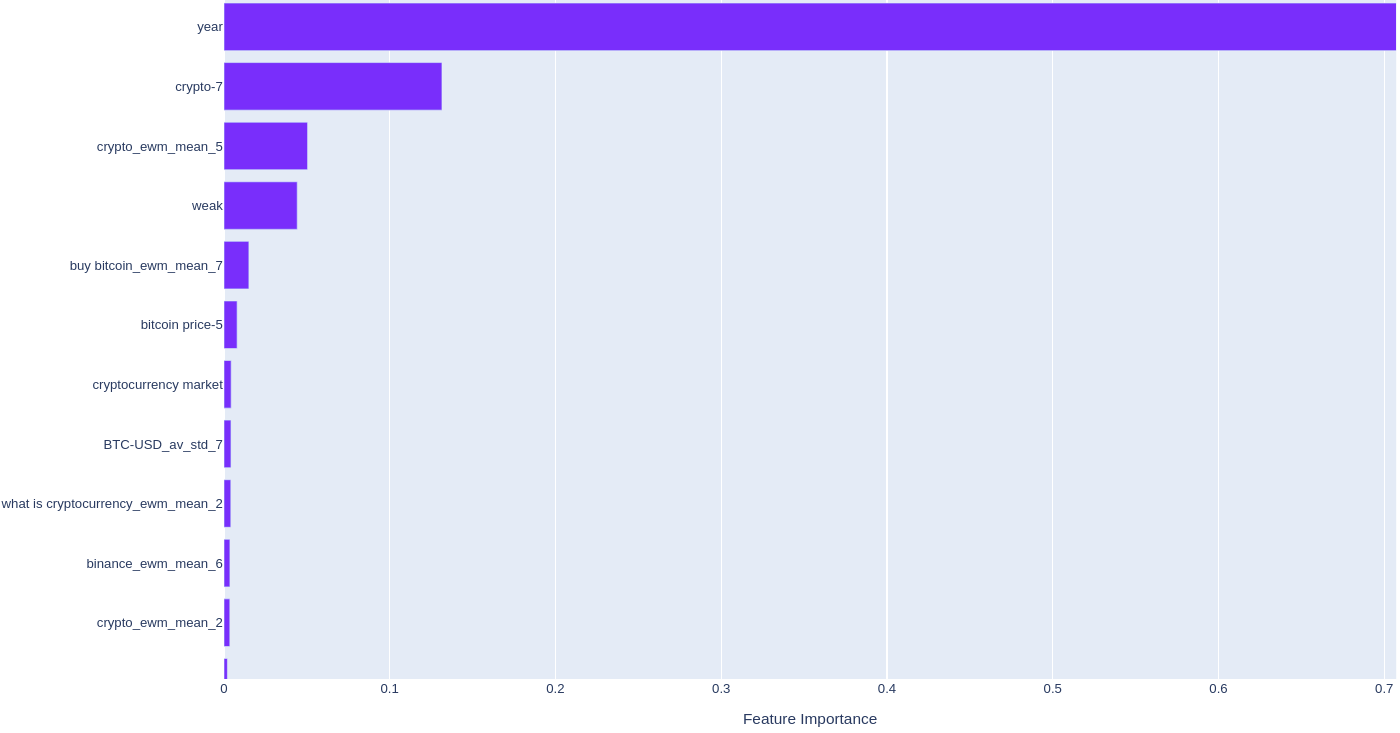 year
crypto-7
crypto_ewm_mean_5
weak
buy bitcoin_ewm_mean_7
bitcoin price-5
cryptocurrency market
BTC-USD_av_std_7
what is cryptocurrency_ewm_mean_2
binance_ewm_mean_6
crypto_ewm_mean_2
0 0.1 0.2 0.3 0.4 0.5 0.6 0.7
Feature Importance